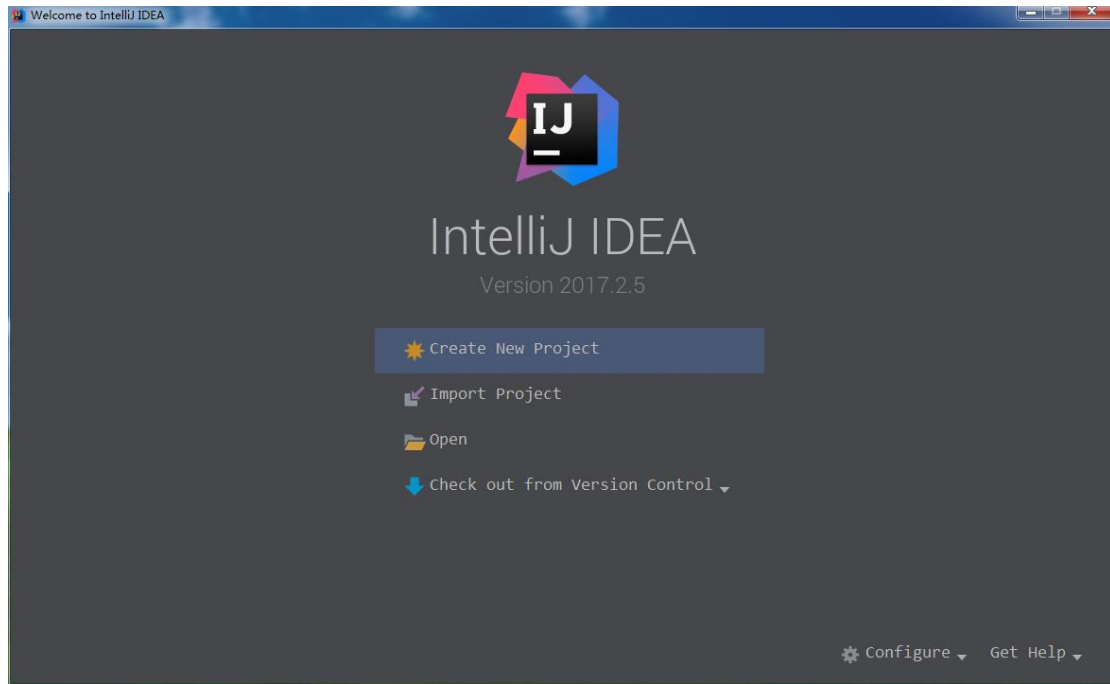 Welcome to IntelliJ IDEA
IJ
IntelliJ IDEA
Version 2017.2.5
Create New Project
Import Project
Open
Check out from Version Control
Configure Get Help